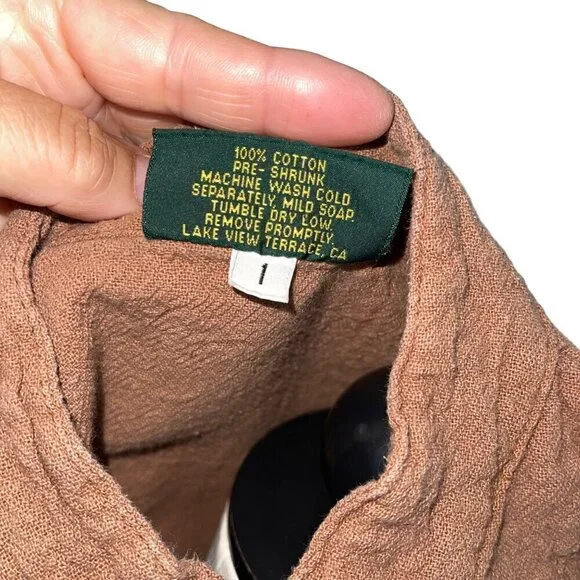 100% COTTON
PRE-SHRUNK
MACHINE WASH COLD
SEPARATELY, MILD SOAP
TUMBLE DRY LOW.
REMOVE PROMPTLY.
LAKE VIEW TERRACE, CA
1